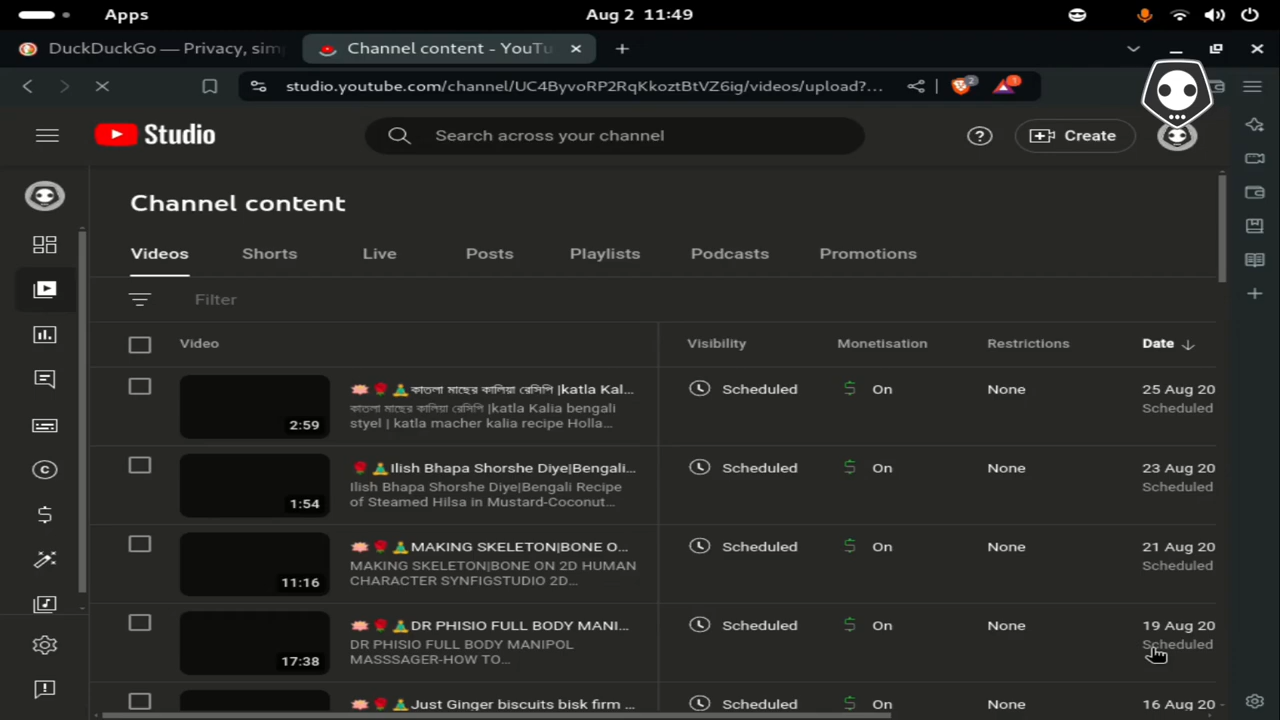 Apps
Aug 2 11:49
DuckDuckGo — Privacy, sim
Channel content - YouTu
studio.youtube.com/channel/UC4ByvoRP2RqKkoztBtVZ6ig/videos/upload?...
2
1
Studio
Search across your channel
Create
Channel content
Videos Shorts Live Posts Playlists Podcasts Promotions
Filter
Video Visibility Monetisation Restrictions Date
কাতলা মাছের কালিয়া রেসিপি |katla Kal...
কাতলা মাছের কালিয়া রেসিপি |katla Kalia bengali
styel | katla macher kalia recipe Holla...
2:59
Scheduled On None 25 Aug 20
Scheduled
Ilish Bhapa Shorshe Diye|Bengali...
Ilish Bhapa Shorshe Diye|Bengali Recipe
of Steamed Hilsa in Mustard-Coconut...
1:54
Scheduled On None 23 Aug 20
Scheduled
MAKING SKELETON|BONE O...
MAKING SKELETON|BONE ON 2D HUMAN
CHARACTER SYNFIGSTUDIO 2D...
11:16
Scheduled On None 21 Aug 20
Scheduled
DR PHISIO FULL BODY MANI...
DR PHISIO FULL BODY MANIPOL
MASSSAGER-HOW TO...
17:38
Scheduled On None 19 Aug 20
Scheduled
Just Ginger biscuits bisk firm ...
Scheduled On None 16 Aug 20